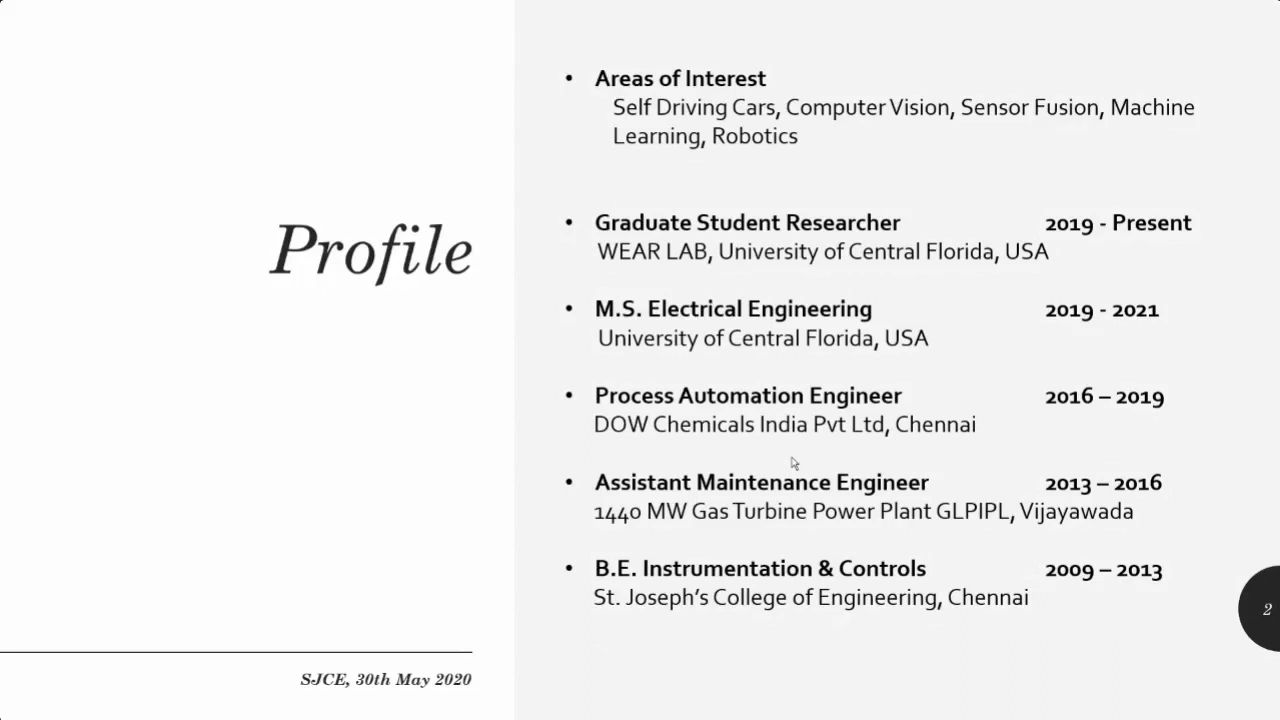 Profile
SJCE, 30th May 2020
• Areas of Interest
Self Driving Cars, Computer Vision, Sensor Fusion, Machine
Learning, Robotics
• Graduate Student Researcher 2019 - Present
WEAR LAB, University of Central Florida, USA
• M.S. Electrical Engineering 2019 - 2021
University of Central Florida, USA
• Process Automation Engineer 2016 – 2019
DOW Chemicals India Pvt Ltd, Chennai
• Assistant Maintenance Engineer 2013 – 2016
1440 MW Gas Turbine Power Plant GLPIPL, Vijayawada
• B.E. Instrumentation & Controls 2009 – 2013
St. Joseph’s College of Engineering, Chennai
2